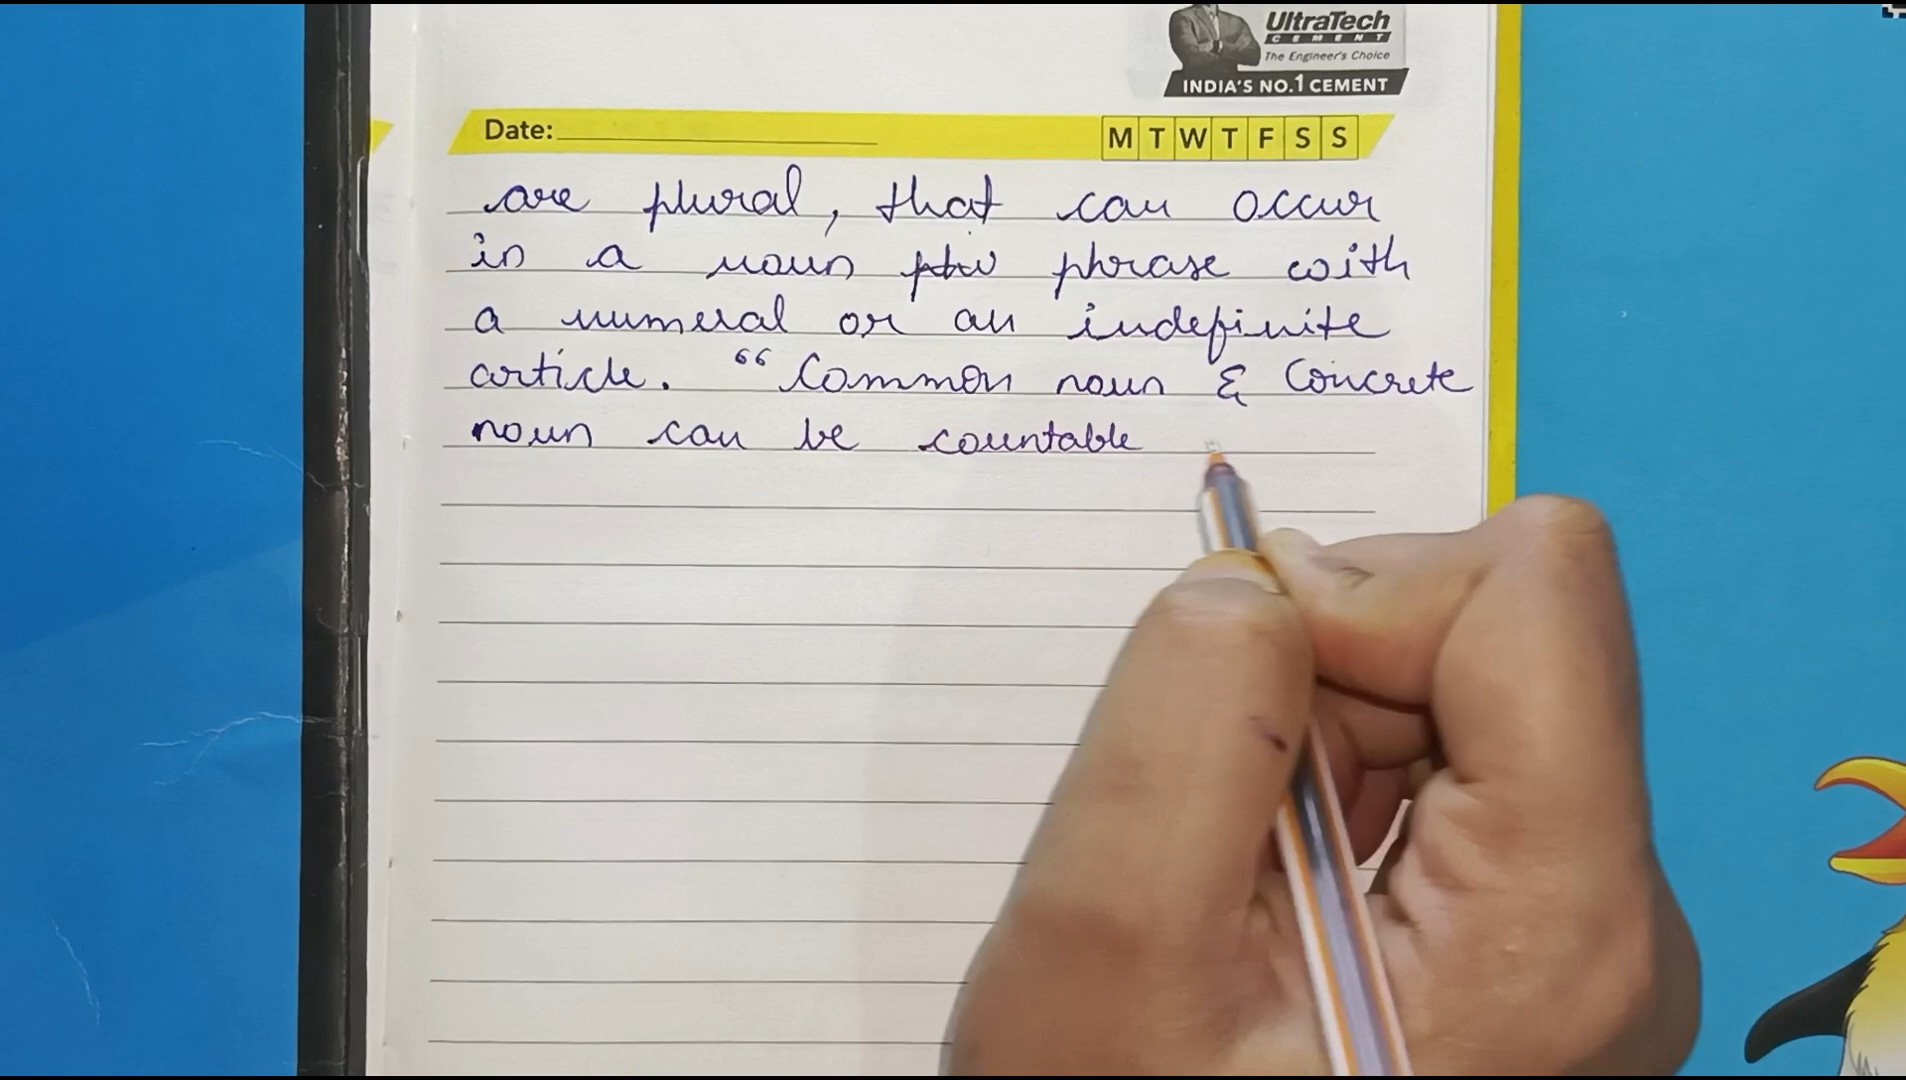 UltraTech
CEMENT
The Engineer's Choice
INDIA'S NO.1 CEMENT
Date:
M T W T F S S
are plural, that can occur
in a noun phrase with
a numeral or an indefinite
article. “ Common noun & Concrete
noun can be countable